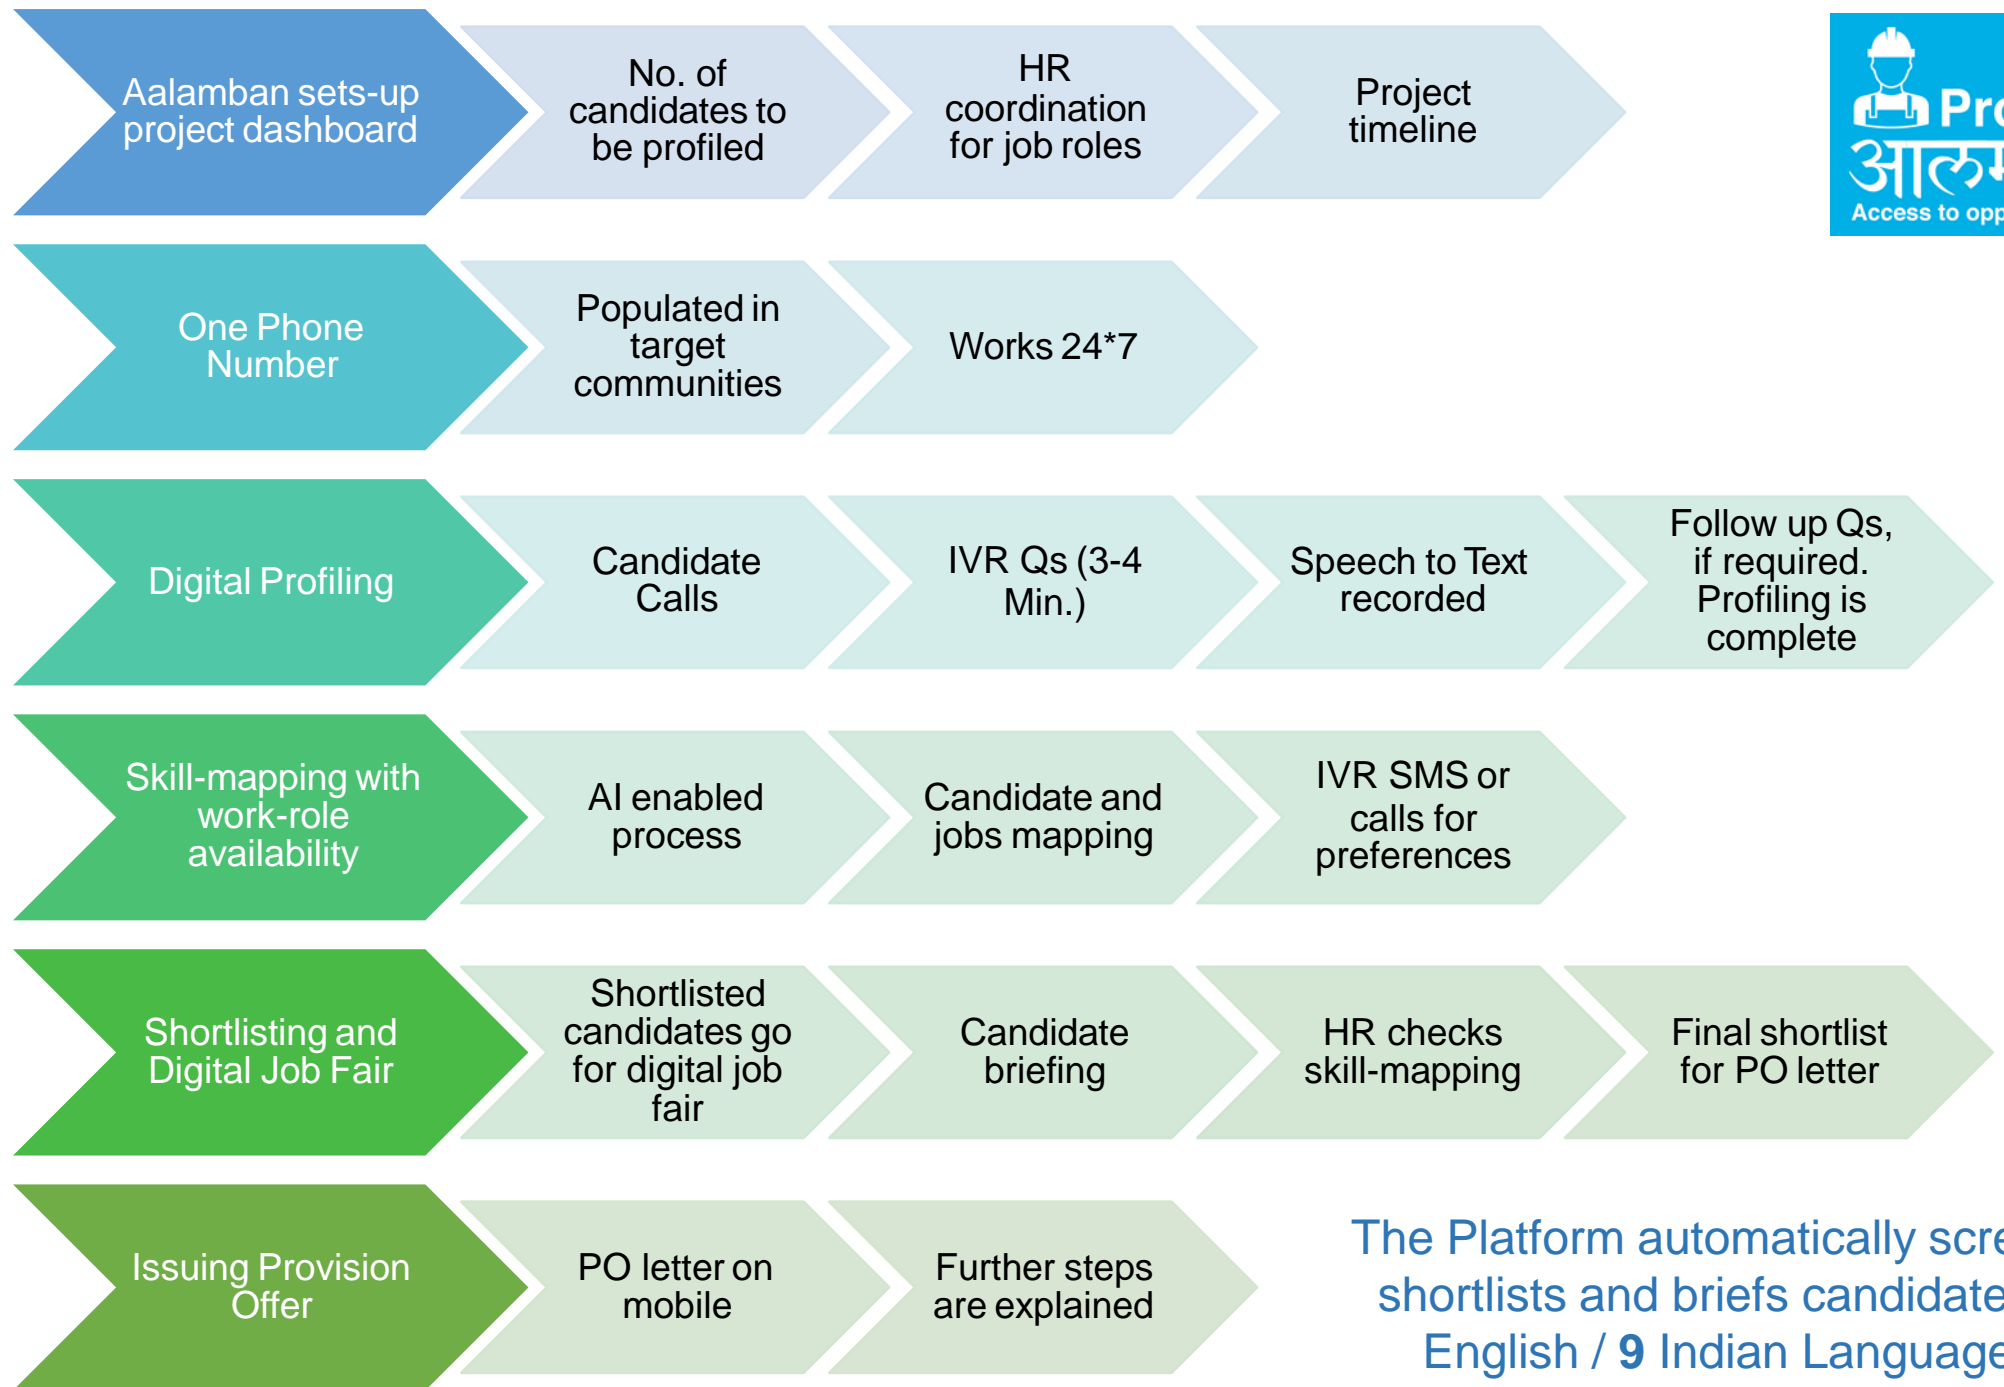 Aalamban sets-up
project dashboard
No. of
candidates to
be profiled
HR
coordination
for job roles
Project
timeline
Access to
One Phone
Number
Populated in
target
communities
Works 24*7
Digital Profiling
Candidate
Calls
IVR Qs (3-4
Min.)
Speech to Text
recorded
Follow up Qs,
if required.
Profiling is
complete
Skill-mapping with
work-role
availability
AI enabled
process
Candidate and
jobs mapping
IVR SMS or
calls for
preferences
Shortlisting and
Digital Job Fair
Shortlisted
candidates go
for digital job
fair
Candidate
briefing
HR checks
skill-mapping
Final shortlist
for PO letter
Issuing Provision
Offer
PO letter on
mobile
Further steps
are explained
The Platform automatically
shortlists and briefs
English / 9 Indian